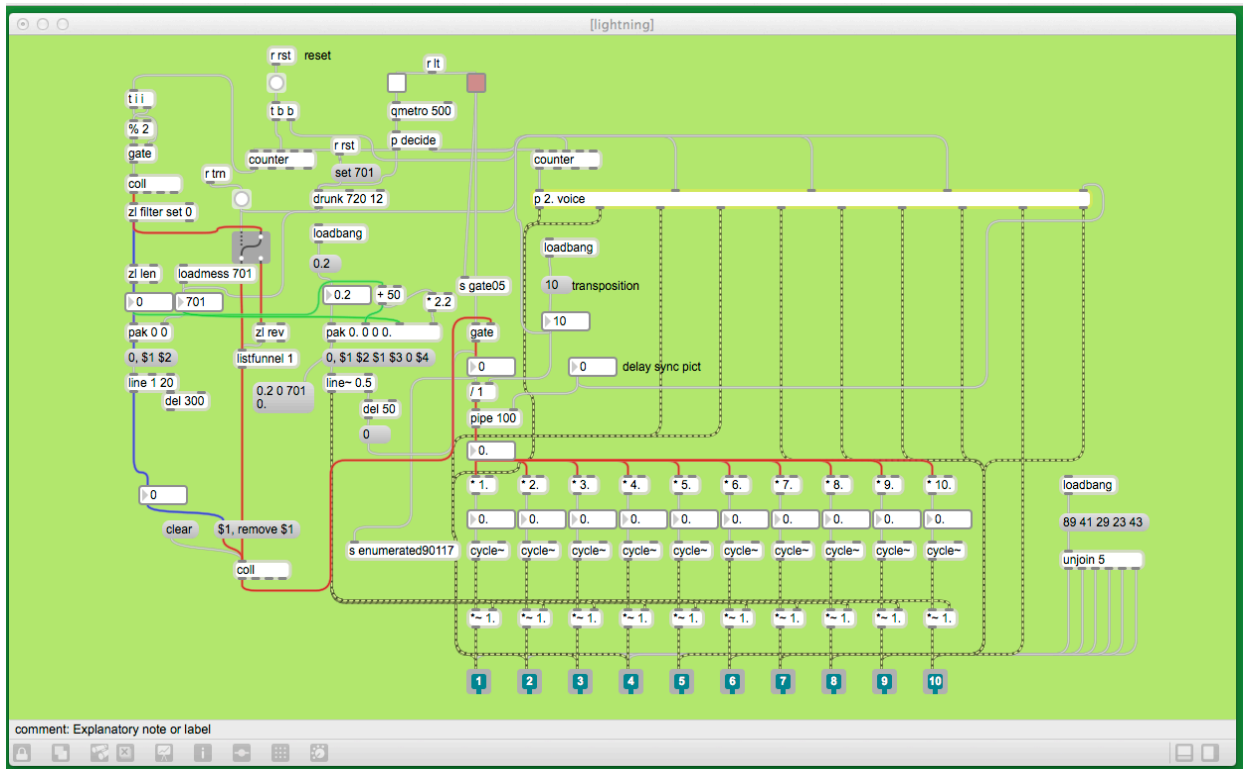 [lightning]
r rst
reset
r lt
t i i
t b b
qmetro 500
% 2
p decide
gate
r rst
counter
counter
r trn
set 701
coll
drunk 720 12
p 2. voice
zl filter set 0
loadbang
loadbang
zl len
loadmess 701
0.2
s gate05
10
transposition
0
701
0.2
+ 50
* 2.2
10
pak 0 0
zl rev
pak 0. 0 0 0.
gate
0, $1 $2
listfunnel 1
0, $1 $2 $1 $3 0 $4
0
0
delay sync pict
line 1 20
0.2 0 701
0.
line~ 0.5
/ 1
del 300
del 50
pipe 100
0
0.
* 1.
* 2.
* 3.
* 4.
* 5.
* 6.
* 7.
* 8.
* 9.
* 10.
loadbang
0
0.
0.
0.
0.
0.
0.
0.
0.
0.
0.
89 41 29 23 43
clear
$1, remove $1
s enumerated90117
cycle~
cycle~
cycle~
cycle~
cycle~
cycle~
cycle~
cycle~
cycle~
cycle~
unjoin 5
coll
*~ 1.
*~ 1.
*~ 1.
*~ 1.
*~ 1.
*~ 1.
*~ 1.
*~ 1.
*~ 1.
*~ 1.
1
2
3
4
5
6
7
8
9
10
comment: Explanatory note or label